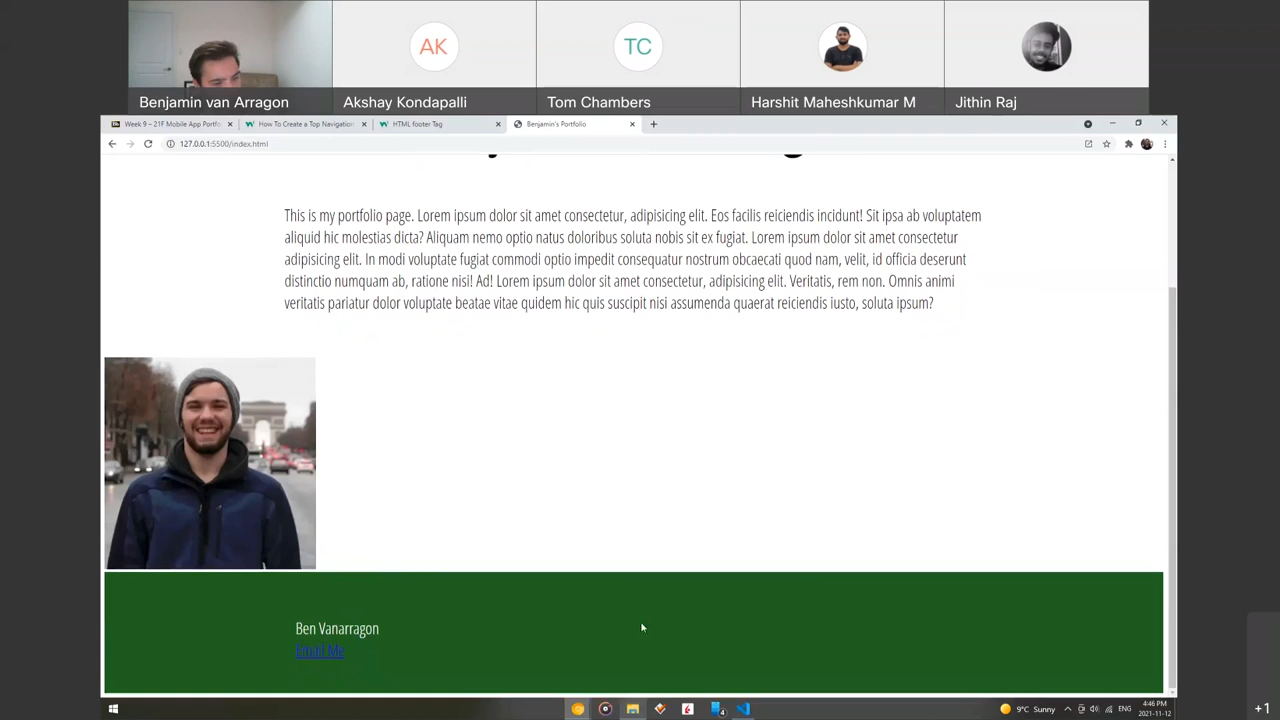 AK
TC
Benjamin van Arragon
Akshay Kondapalli
Tom Chambers
Harshit Maheshkumar M
Jithin Raj
Week 9 – 21F Mobile App Portfo
How To Create a Top Navigation
HTML footer Tag
Benjamin's Portfolio
127.0.0.1:5500/index.html
This is my portfolio page. Lorem ipsum dolor sit amet consectetur, adipisicing elit. Eos facilis reiciendis incidunt! Sit ipsa ab voluptatem
aliquid hic molestias dicta? Aliquam nemo optio natus doloribus soluta nobis sit ex fugiat. Lorem ipsum dolor sit amet consectetur
adipisicing elit. In modi voluptate fugiat commodi optio impedit consequatur nostrum obcaecati quod nam, velit, id officia deserunt
distinctio numquam ab, ratione nisi! Ad! Lorem ipsum dolor sit amet consectetur, adipisicing elit. Veritatis, rem non. Omnis animi
veritatis pariatur dolor voluptate beatae vitae quidem hic quis suscipit nisi assumenda quaerat reiciendis iusto, soluta ipsum?
Ben Vanarragon
Email Me
4
9°C Sunny
ENG
4:46 PM
2021-11-12
+1